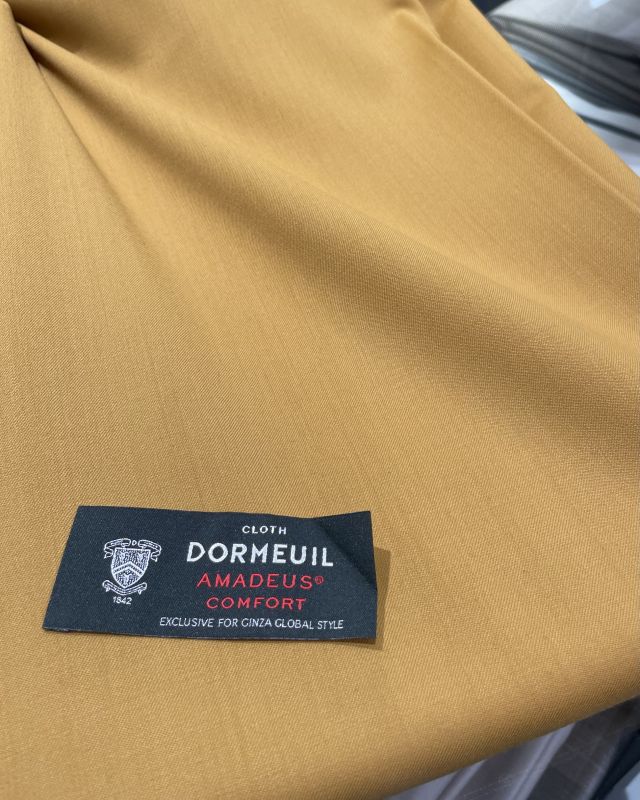 CLOTH
DORMEUIL
AMADEUS®
COMFORT
1842
EXCLUSIVE FOR GINZA GLOBAL STYLE